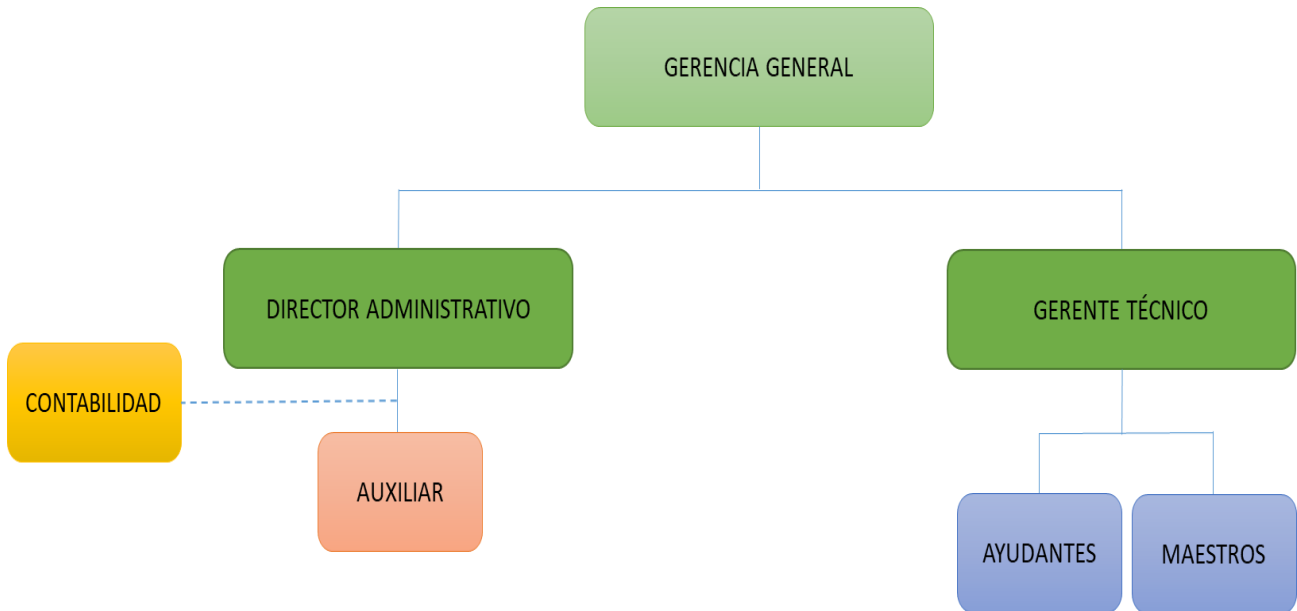 GERENCIA GENERAL
DIRECTOR ADMINISTRATIVO
GERENTE TÉCNICO
CONTABILIDAD
AUXILIAR
AYUDANTES
MAESTROS